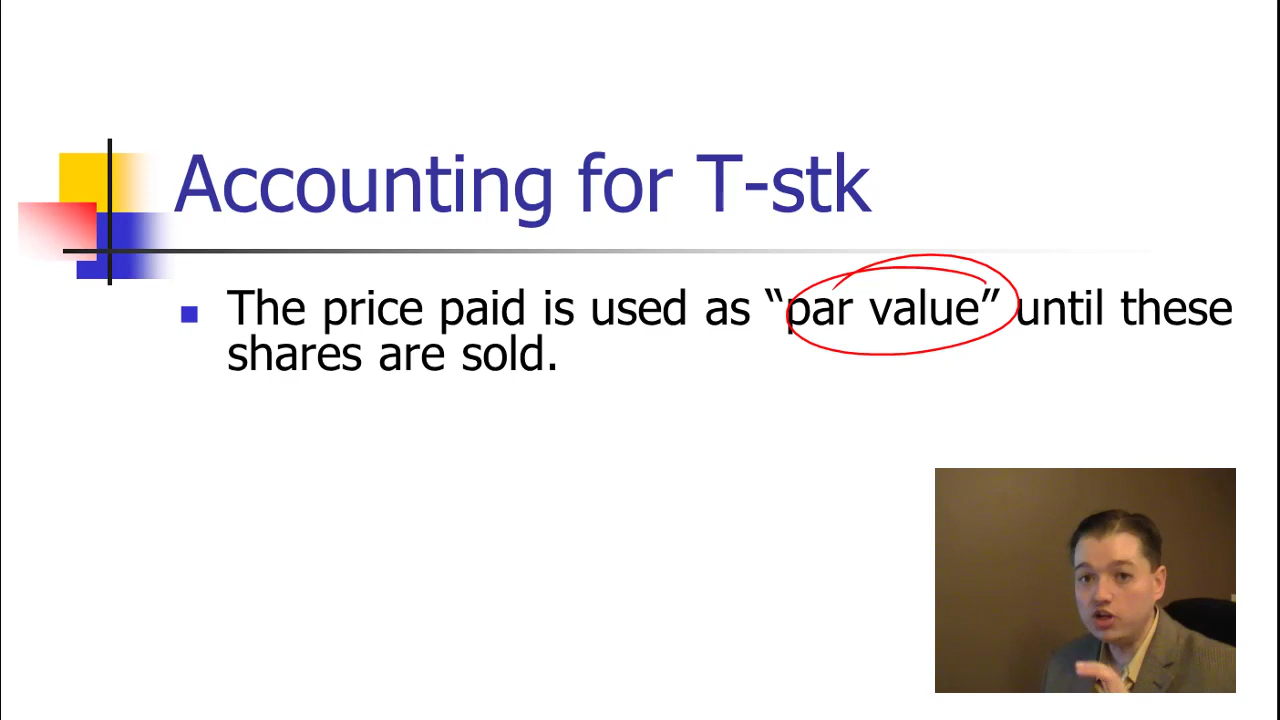 Accounting for T-stk
The price paid is used as “par value” until these
shares are sold.